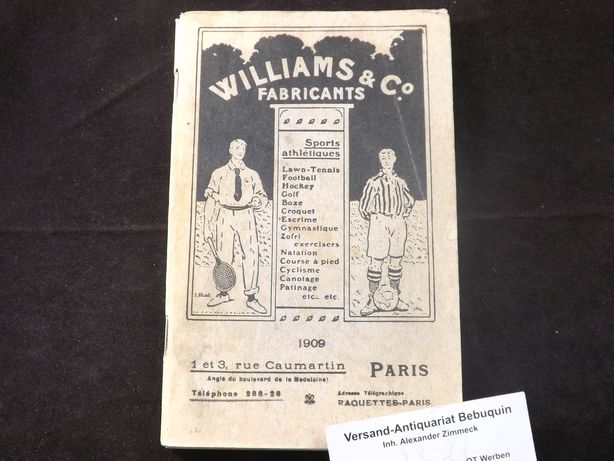 WILLIAMS & Cº
FABRICANTS
Sports
athlétiques
Lawn-Tennis
Football
Hockey
Golf
Boxe
Croquet
Escrime
Gymnastique
Zofri
exercisers
Natation
Course à pied
Cyclisme
Canotage
Patinage
etc., etc.
1909
1 et 3, rue Caumartin
Angle du boulevard de la Madeleine)
Téléphone 288-28
PARIS
Adresse Télégraphique
RAQUETTES-PARIS
Versand-Antiquariat Bebuquin
Inh. Alexander Zimmeck
OT Werben